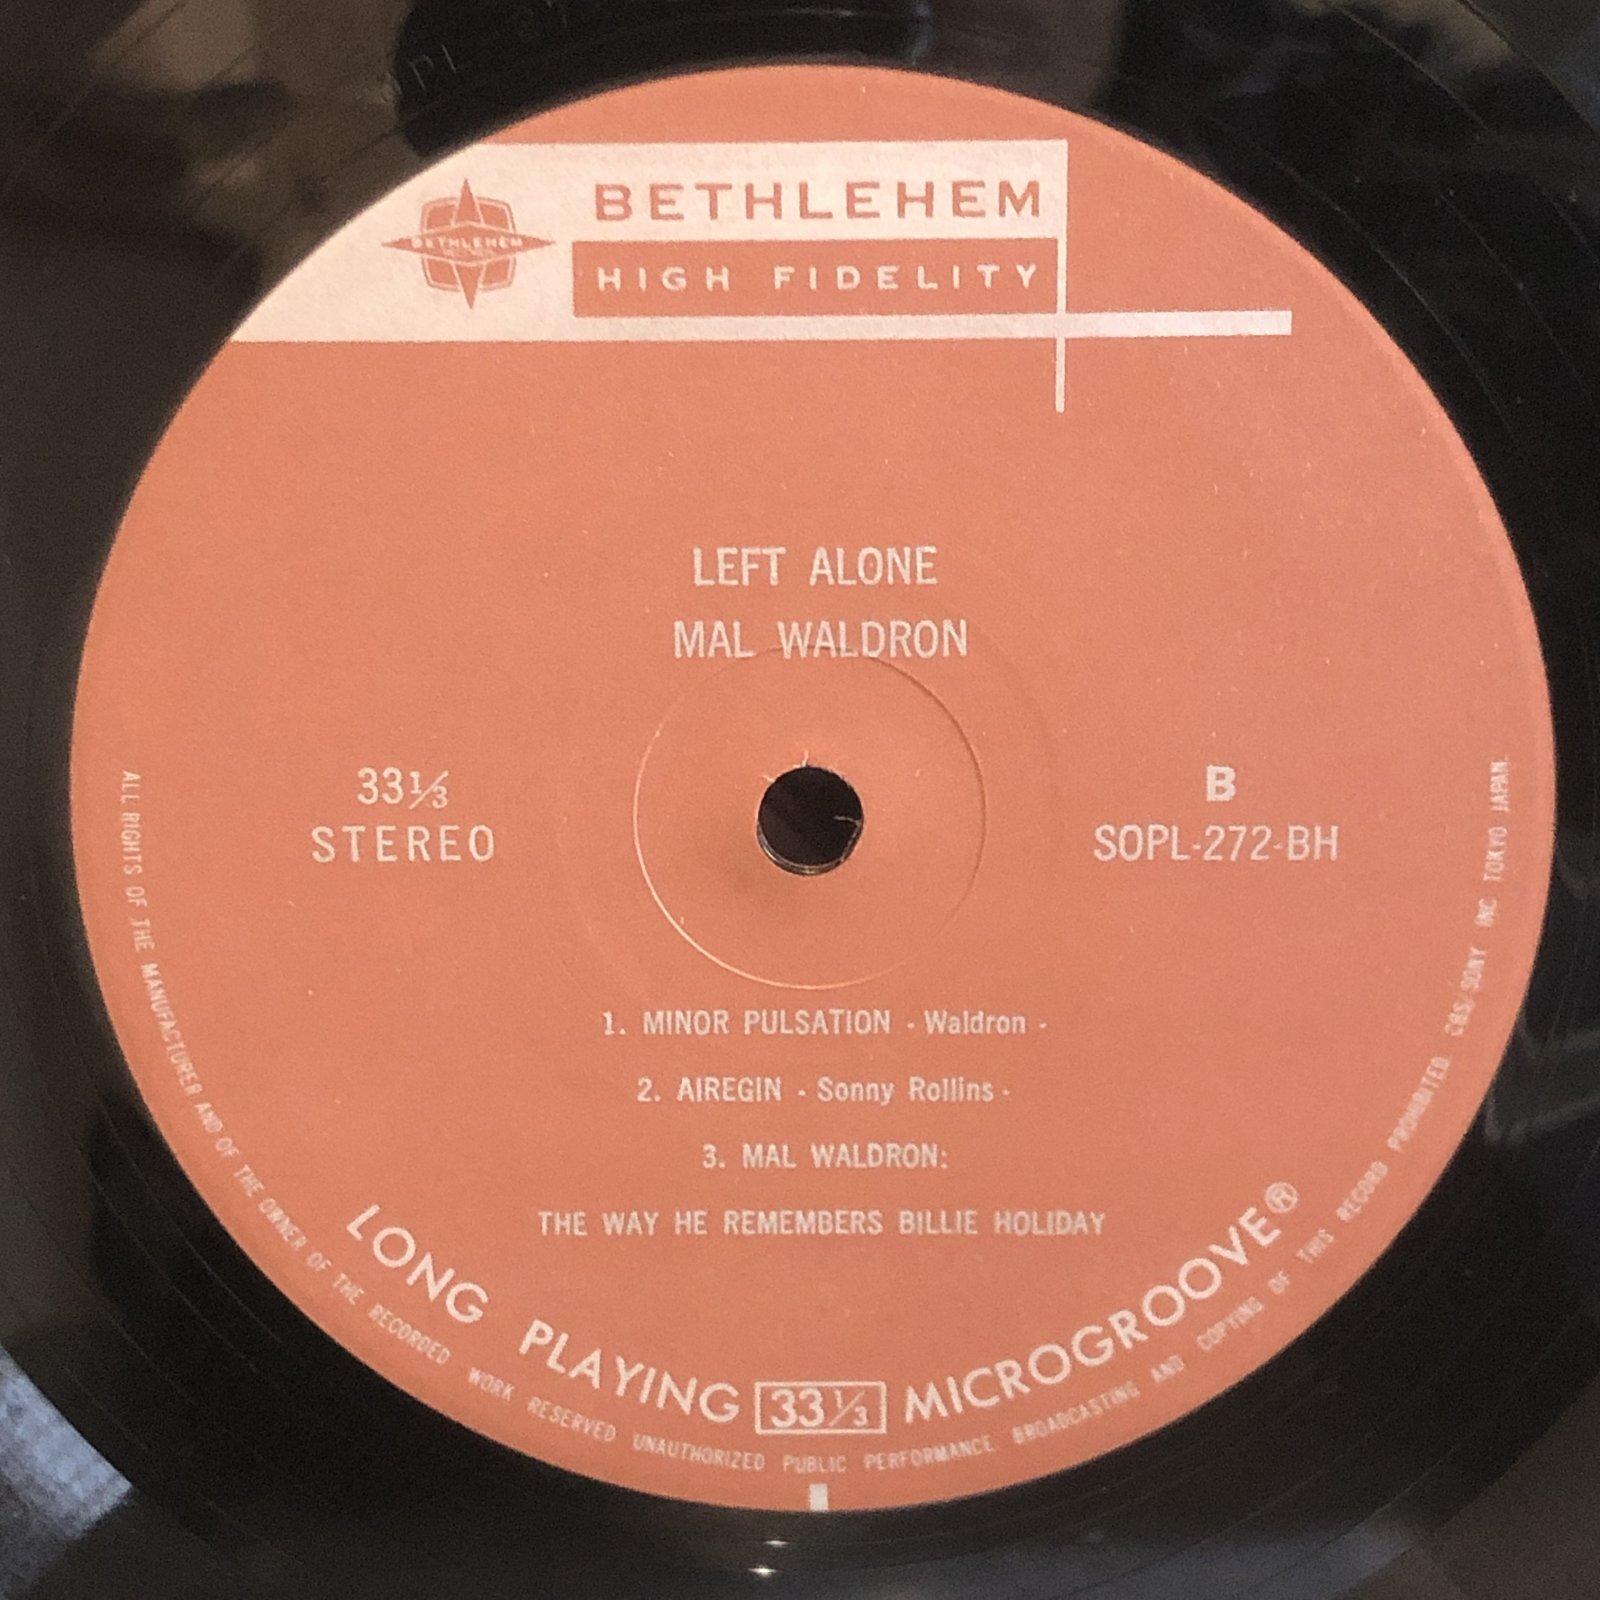 BETHLEHEM
BETHLEHEM
HIGH FIDELITY
LEFT ALONE
MAL WALDRON
33⅓
STEREO
B
SOPL-272-BH
1. MINOR PULSATION - Waldron -
2. AIREGIN - Sonny Rollins -
3. MAL WALDRON:
THE WAY HE REMEMBERS BILLIE HOLIDAY
LONG PLAYING 33⅓ MICROGROOVE®
ALL RIGHTS OF THE MANUFACTURER AND OF THE OWNER OF THE RECORDED WORK RESERVED UNAUTHORIZED PUBLIC PERFORMANCE BROADCASTING AND COPYING OF THIS RECORD PROHIBITED. CBS/SONY INC TOKYO JAPAN.